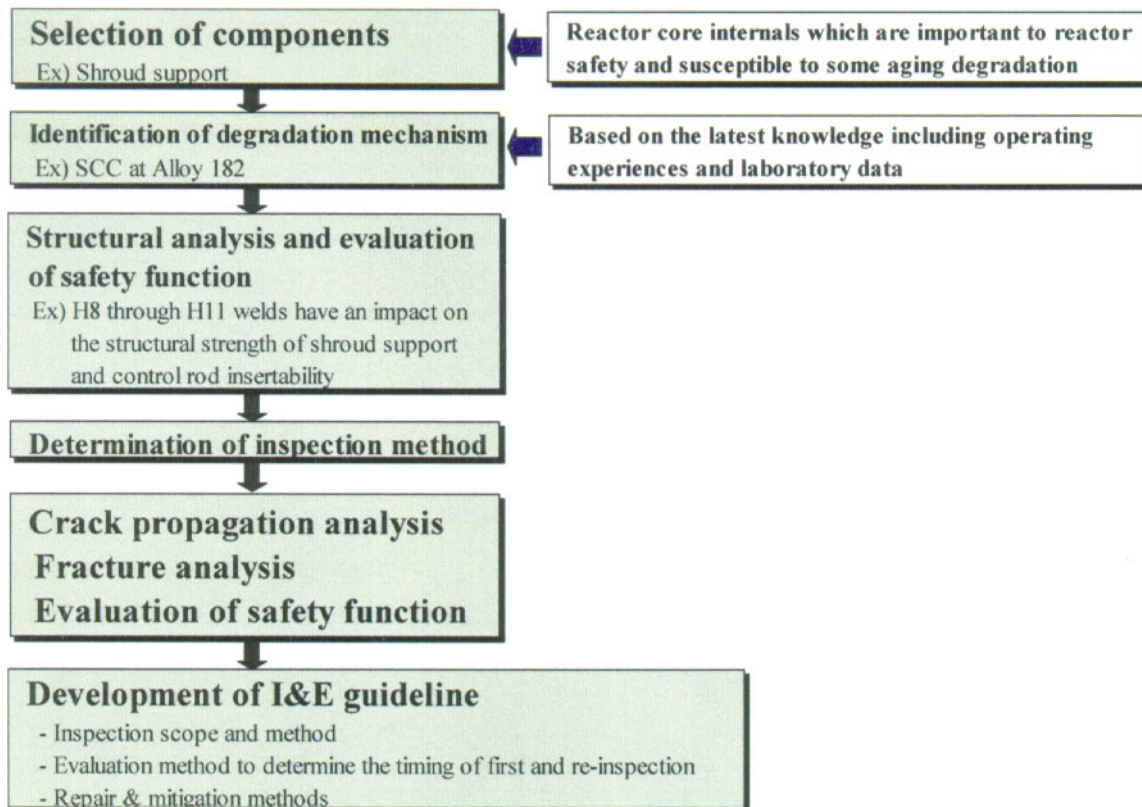 Selection of components
Ex) Shroud support
Reactor core internals which are important to reactor
safety and susceptible to some aging degradation
Identification of degradation mechanism
Ex) SCC at Alloy 182
Based on the latest knowledge including operating
experiences and laboratory data
Structural analysis and evaluation
of safety function
Ex) H8 through H11 welds have an impact on
the structural strength of shroud support
and control rod insertability
Determination of inspection method
Crack propagation analysis
Fracture analysis
Evaluation of safety function
Development of I&E guideline
- Inspection scope and method
- Evaluation method to determine the timing of first and re-inspection
- Repair & mitigation methods